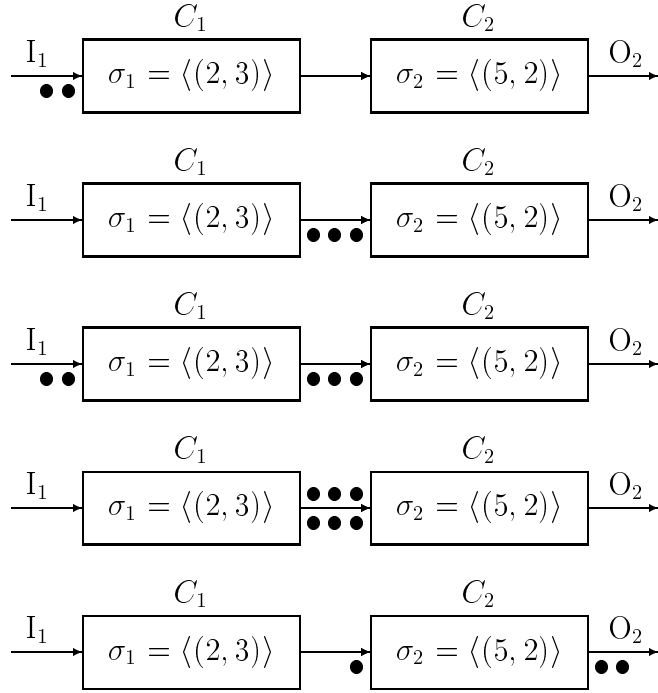 C₁ C₂
I₁ σ₁ = ⟨(2, 3)⟩ σ₂ = ⟨(5, 2)⟩ O₂
C₁ C₂
I₁ σ₁ = ⟨(2, 3)⟩ σ₂ = ⟨(5, 2)⟩ O₂
C₁ C₂
I₁ σ₁ = ⟨(2, 3)⟩ σ₂ = ⟨(5, 2)⟩ O₂
C₁ C₂
I₁ σ₁ = ⟨(2, 3)⟩ σ₂ = ⟨(5, 2)⟩ O₂
C₁ C₂
I₁ σ₁ = ⟨(2, 3)⟩ σ₂ = ⟨(5, 2)⟩ O₂